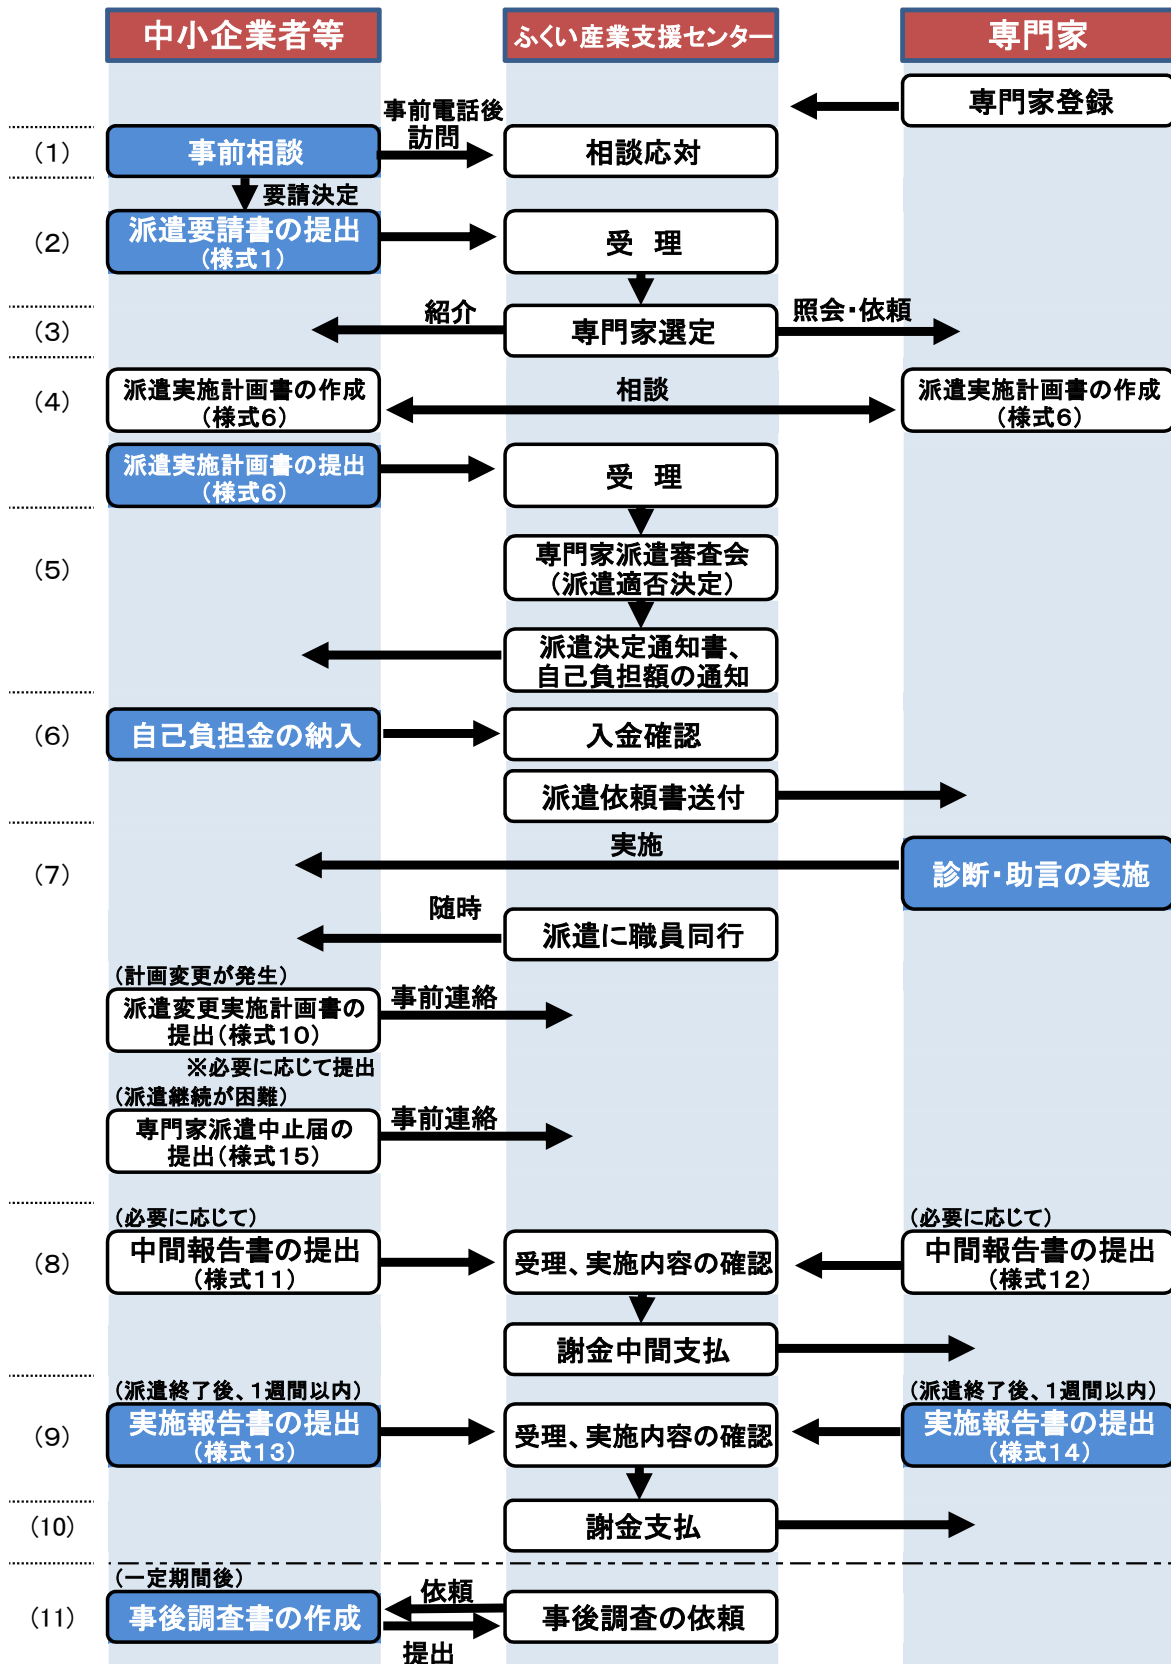 中小企業者等
ふくい産業支援センター
専門家
専門家登録
事前電話後
訪問
(1)
事前相談
相談応対
要請決定
(2)
派遣要請書の提出
(様式1)
受　理
紹介
照会・依頼
(3)
専門家選定
(4)
派遣実施計画書の作成
(様式6)
相談
派遣実施計画書の作成
(様式6)
派遣実施計画書の提出
(様式6)
受　理
(5)
専門家派遣審査会
(派遣適否決定)
派遣決定通知書、
自己負担額の通知
(6)
自己負担金の納入
入金確認
派遣依頼書送付
(7)
実施
診断・助言の実施
随時
派遣に職員同行
(計画変更が発生)
派遣変更実施計画書の
提出(様式10)
事前連絡
※必要に応じて提出
(派遣継続が困難)
専門家派遣中止届の
提出(様式15)
事前連絡
(8)
(必要に応じて)
中間報告書の提出
(様式11)
受理、実施内容の確認
(必要に応じて)
中間報告書の提出
(様式12)
謝金中間支払
(9)
(派遣終了後、1週間以内)
実施報告書の提出
(様式13)
受理、実施内容の確認
(派遣終了後、1週間以内)
実施報告書の提出
(様式14)
(10)
謝金支払
(11)
(一定期間後)
事後調査書の作成
依頼
提出
事後調査の依頼